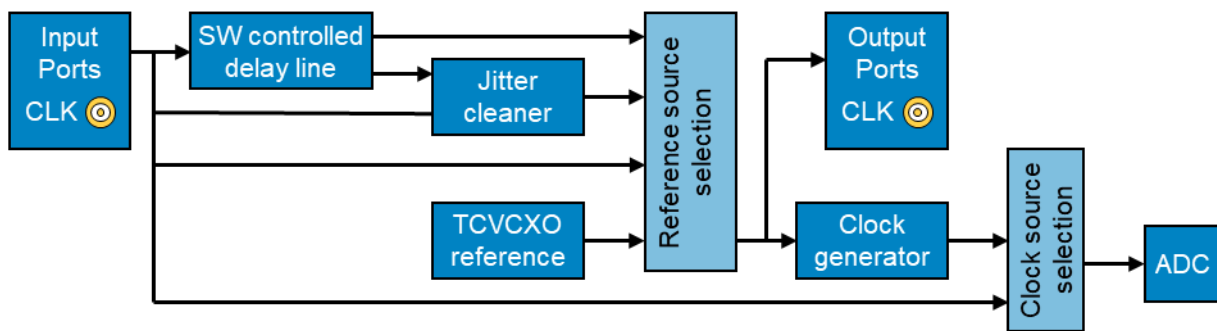 Input
Ports
CLK
SW controlled
delay line
Jitter
cleaner
TCVCXO
reference
Reference source
selection
Output
Ports
CLK
Clock
generator
Clock source
selection
ADC